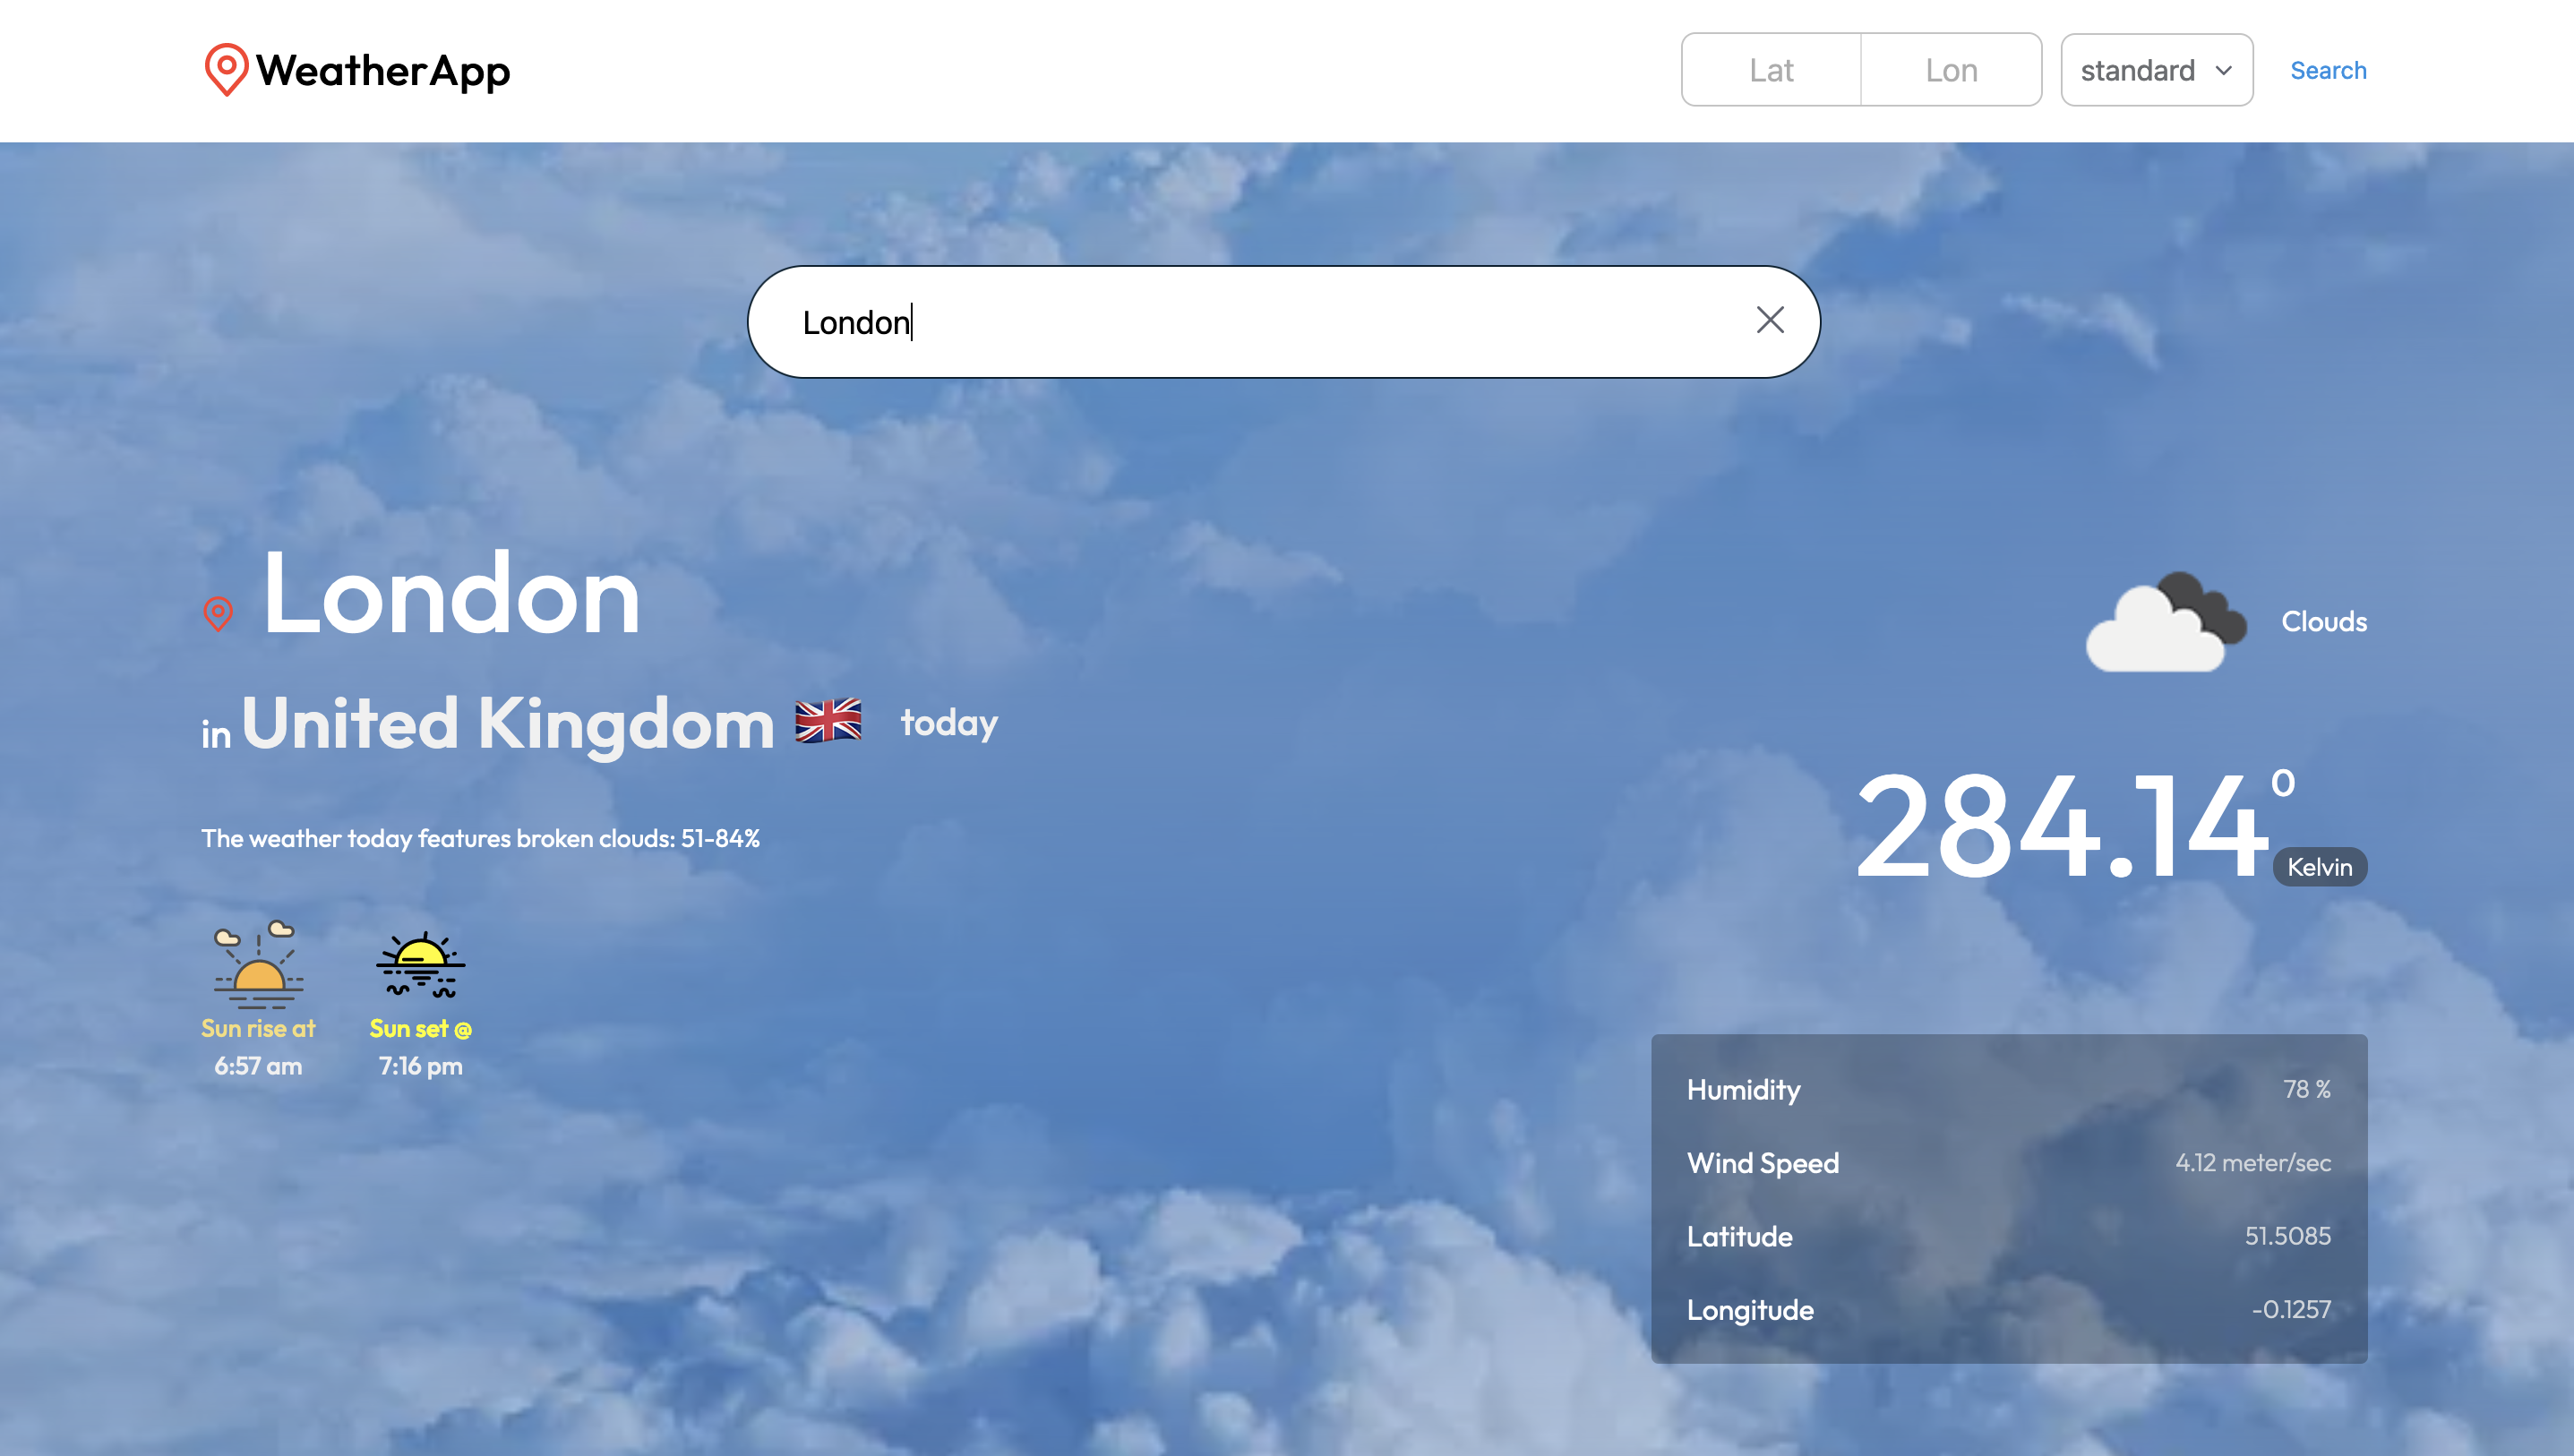 WeatherApp
Lat Lon standard Search
London
London
in United Kingdom today
The weather today features broken clouds: 51-84%
Sun rise at
6:57 am
Sun set @
7:16 pm
Clouds
284.14 o
Kelvin
Humidity 78 %
Wind Speed 4.12 meter/sec
Latitude 51.5085
Longitude -0.1257